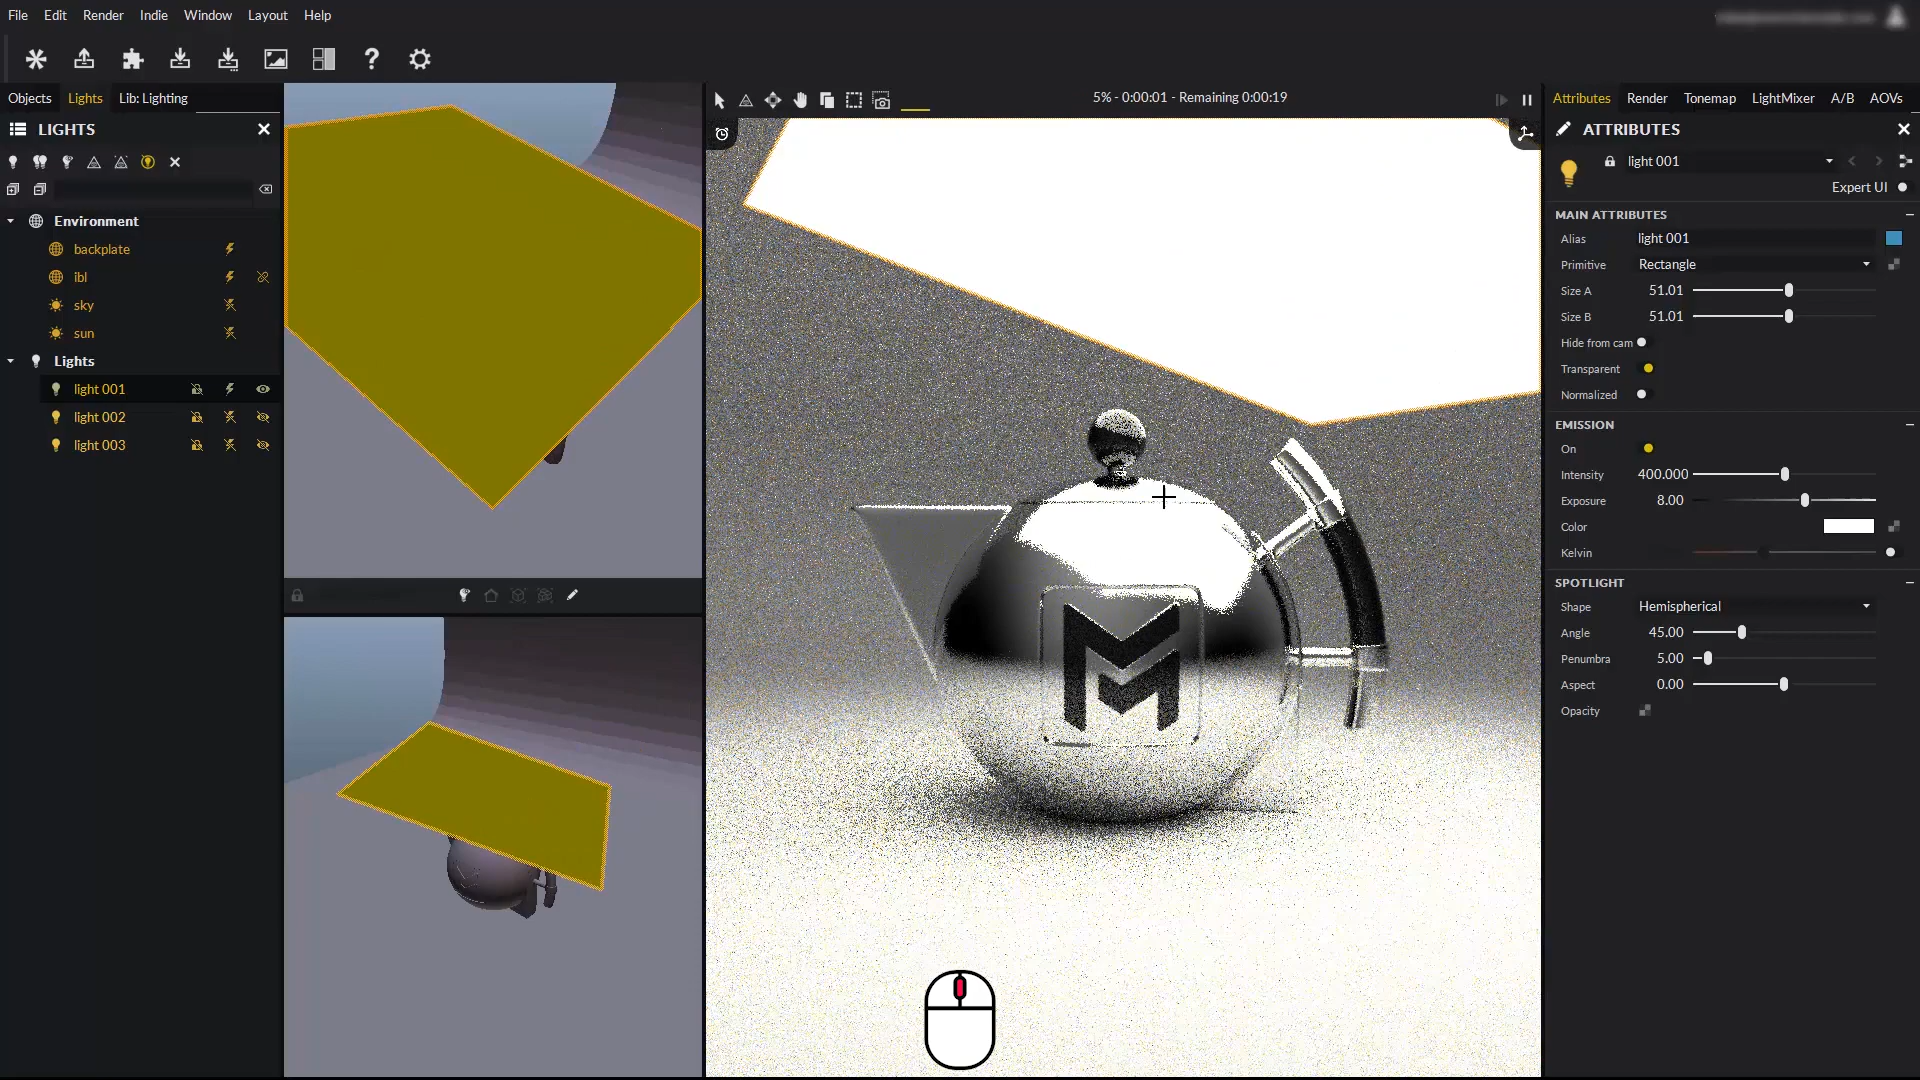 File Edit Render Indie Window Layout Help
Objects Lights Lib: Lighting
LIGHTS
Environment
backplate
ibl
sky
sun
Lights
light 001
light 002
light 003
5% - 0:00:01 - Remaining 0:00:19
Attributes Render Tonemap LightMixer A/B AOVs
ATTRIBUTES
light 001
Expert UI
MAIN ATTRIBUTES
Alias light 001
Primitive Rectangle
Size A 51.01
Size B 51.01
Hide from cam
Transparent
Normalized
EMISSION
On
Intensity 400.000
Exposure 8.00
Color
Kelvin
SPOTLIGHT
Shape Hemispherical
Angle 45.00
Penumbra 5.00
Aspect 0.00
Opacity